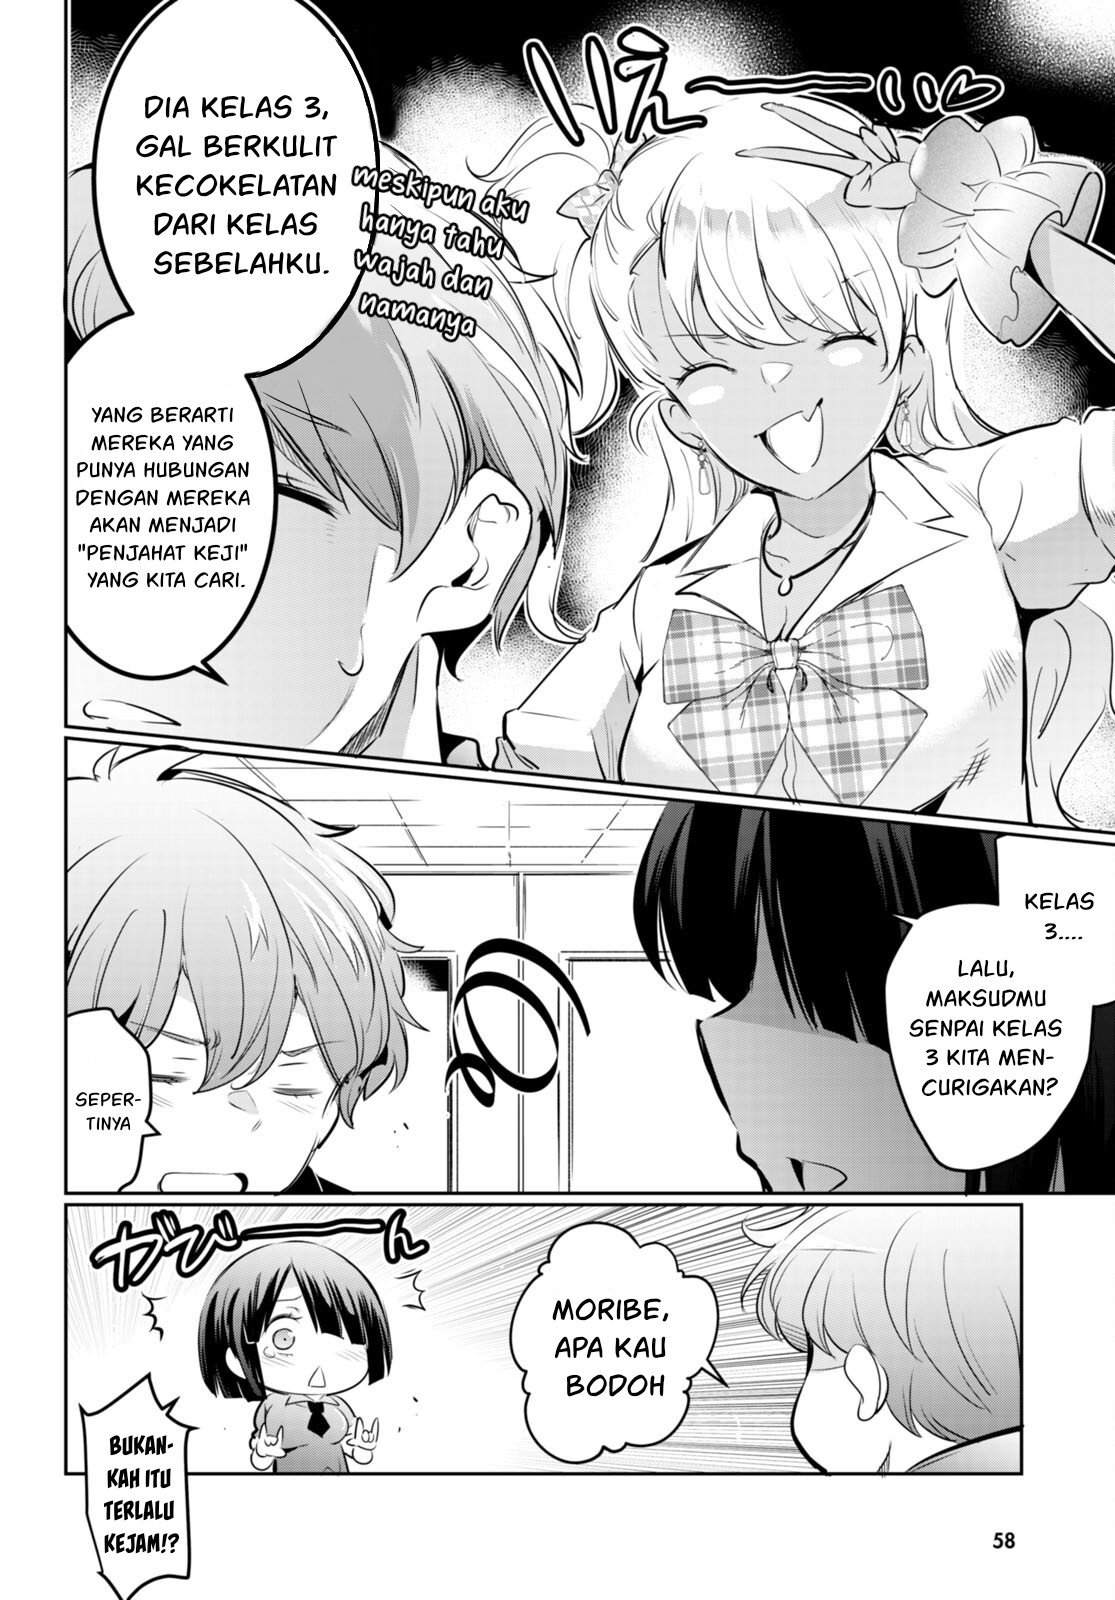 いえーーいっ♡
DIA KELAS 3,
GAL BERKULIT
KECOKELATAN
DARI KELAS
SEBELAHKU.
meskipun aku
hanya tahu
wajah dan
namanya
YANG BERARTI
MEREKA YANG
PUNYA HUBUNGAN
DENGAN MEREKA
AKAN MENJADI
"PENJAHAT KEJI"
YANG KITA CARI.
KELAS
3....
LALU,
MAKSUDMU
SENPAI KELAS
3 KITA MEN-
CURIGAKAN?
SEPER-
TINYA
MORIBE,
APA KAU
BODOH
がびーーん
BUKAN-
KAH ITU
TERLALU
KEJAM!?
58